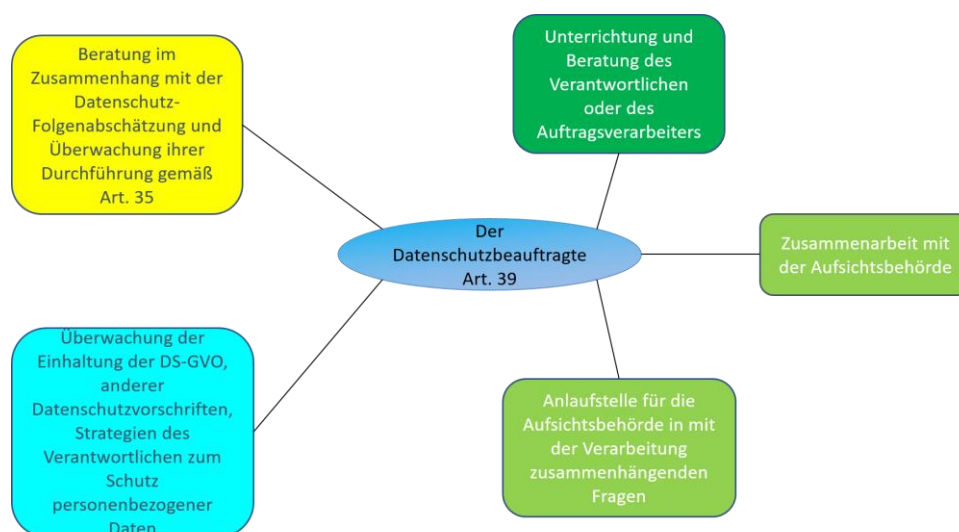 Beratung im
Zusammenhang mit der
Datenschutz-
Folgenabschätzung und
Überwachung ihrer
Durchführung gemäß
Art. 35
Unterrichtung und
Beratung des
Verantwortlichen
oder des
Auftragsverarbeiters
Der
Datenschutzbeauftragte
Art. 39
Zusammenarbeit mit
der Aufsichtsbehörde
Überwachung der
Einhaltung der DS-GVO,
anderer
Datenschutzvorschriften,
Strategien des
Verantwortlichen zum
Schutz
personenbezogener
Daten
Anlaufstelle für die
Aufsichtsbehörde in mit
der Verarbeitung
zusammenhängenden
Fragen